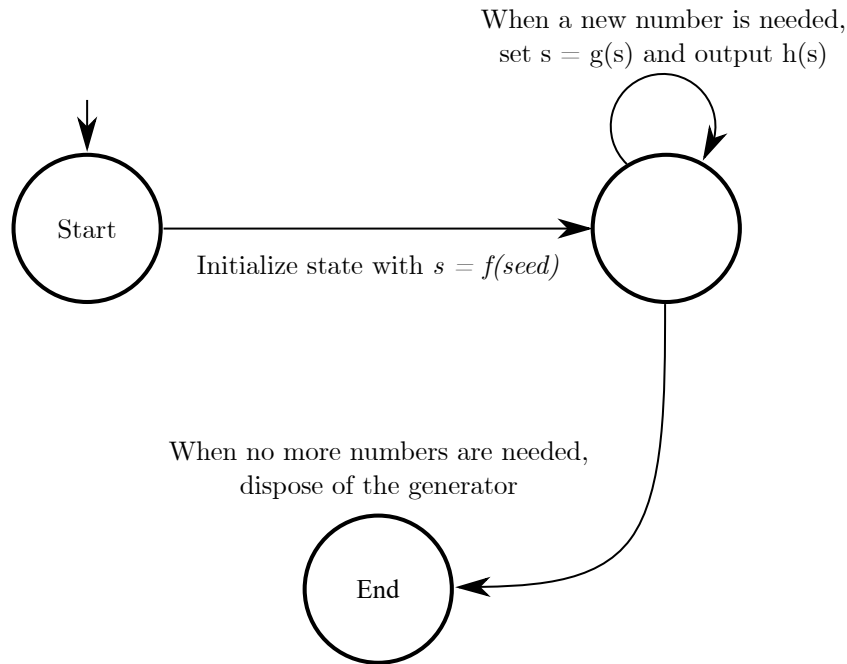 When a new number is needed,
set s = g(s) and output h(s)
Start
Initialize state with s = f(seed)
When no more numbers are needed,
dispose of the generator
End